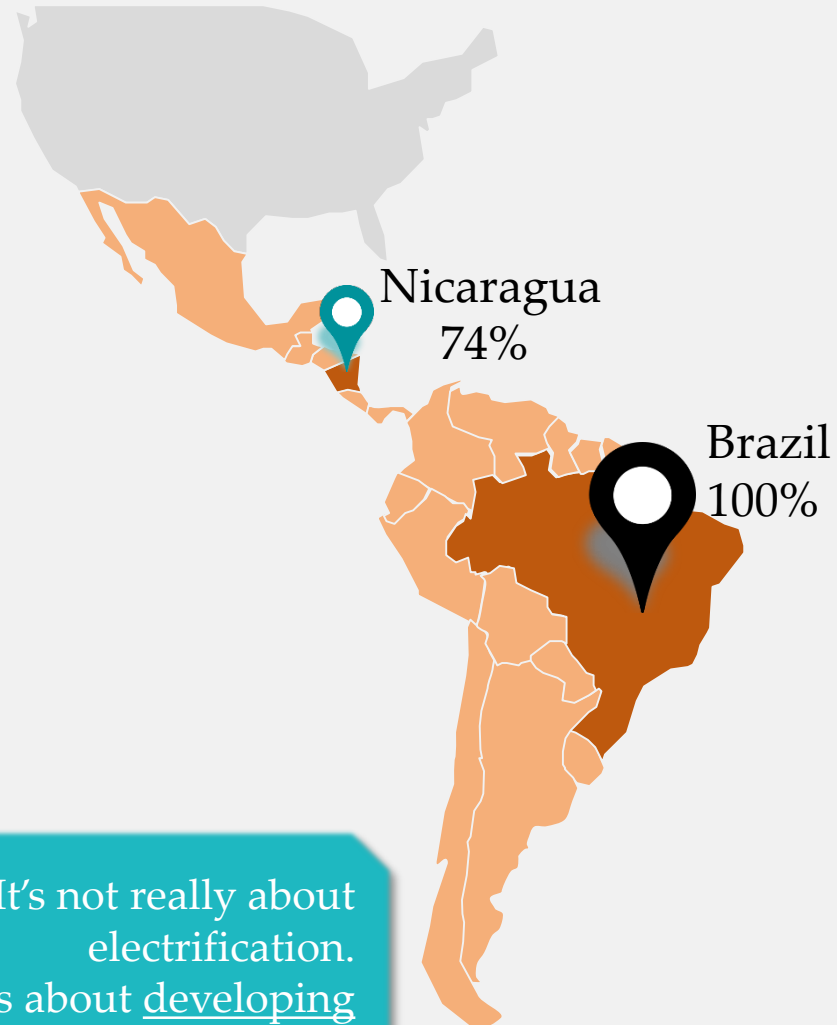 Nicaragua
74%
Brazil
100%
It's not really about
electrification.
s about developing